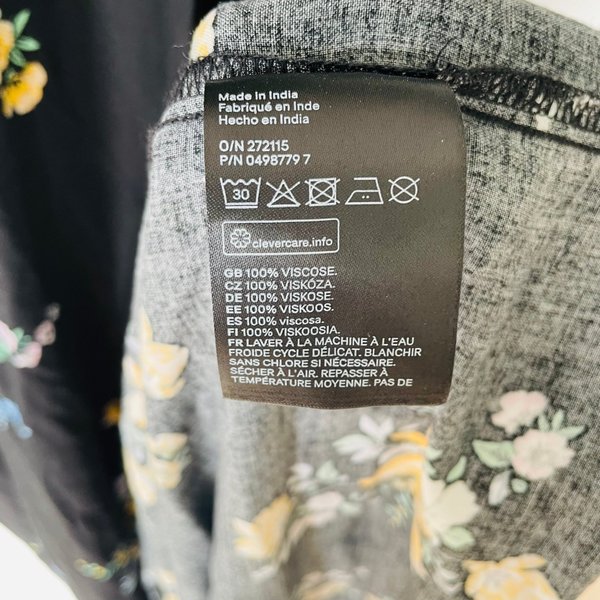 Made in India
Fabriqué en Inde
Hecho en India
O/N 272115
P/N 0498779 7
30
clevercare.info
GB 100% VISCOSE.
CZ 100% VISKÓZA.
DE 100% VISKOSE.
EE 100% VISKOOS.
ES 100% viscosa.
FI 100% VISKOOSIA.
FR LAVER À LA MACHINE À L'EAU
FROIDE CYCLE DÉLICAT. BLANCHIR
SANS CHLORE SI NÉCESSAIRE.
SÉCHER À L'AIR. REPASSER À
TEMPÉRATURE MOYENNE. PAS DE